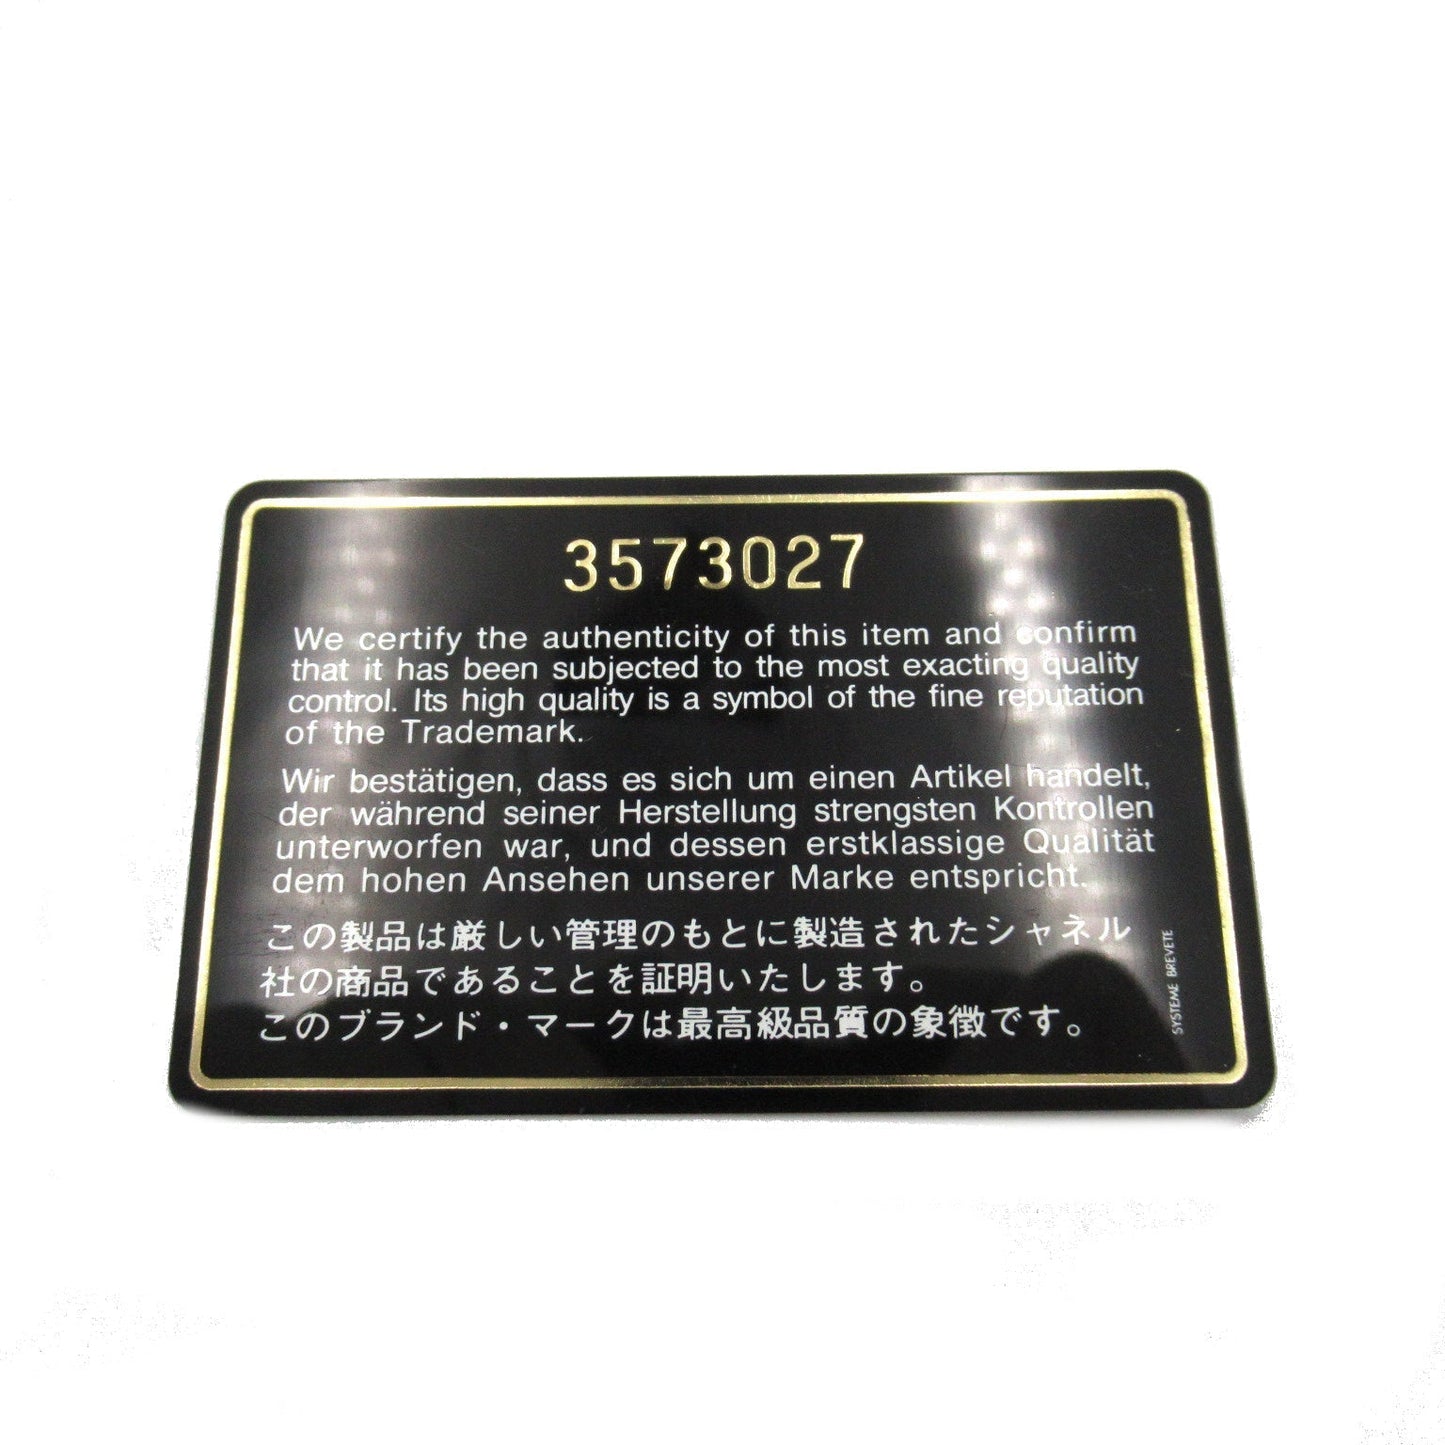 3573027
We certify the authenticity of this item and confirm
that it has been subjected to the most exacting quality
control. Its high quality is a symbol of the fine reputation
of the Trademark.
Wir bestätigen, dass es sich um einen Artikel handelt,
der während seiner Herstellung strengsten Kontrollen
unterworfen war, und dessen erstklassige Qualität
dem hohen Ansehen unserer Marke entspricht.
この製品は厳しい管理のもとに製造されたシャネル
社の商品であることを証明いたします。
このブランド・マークは最高級品質の象徴です。
SYSTEME BREVETE